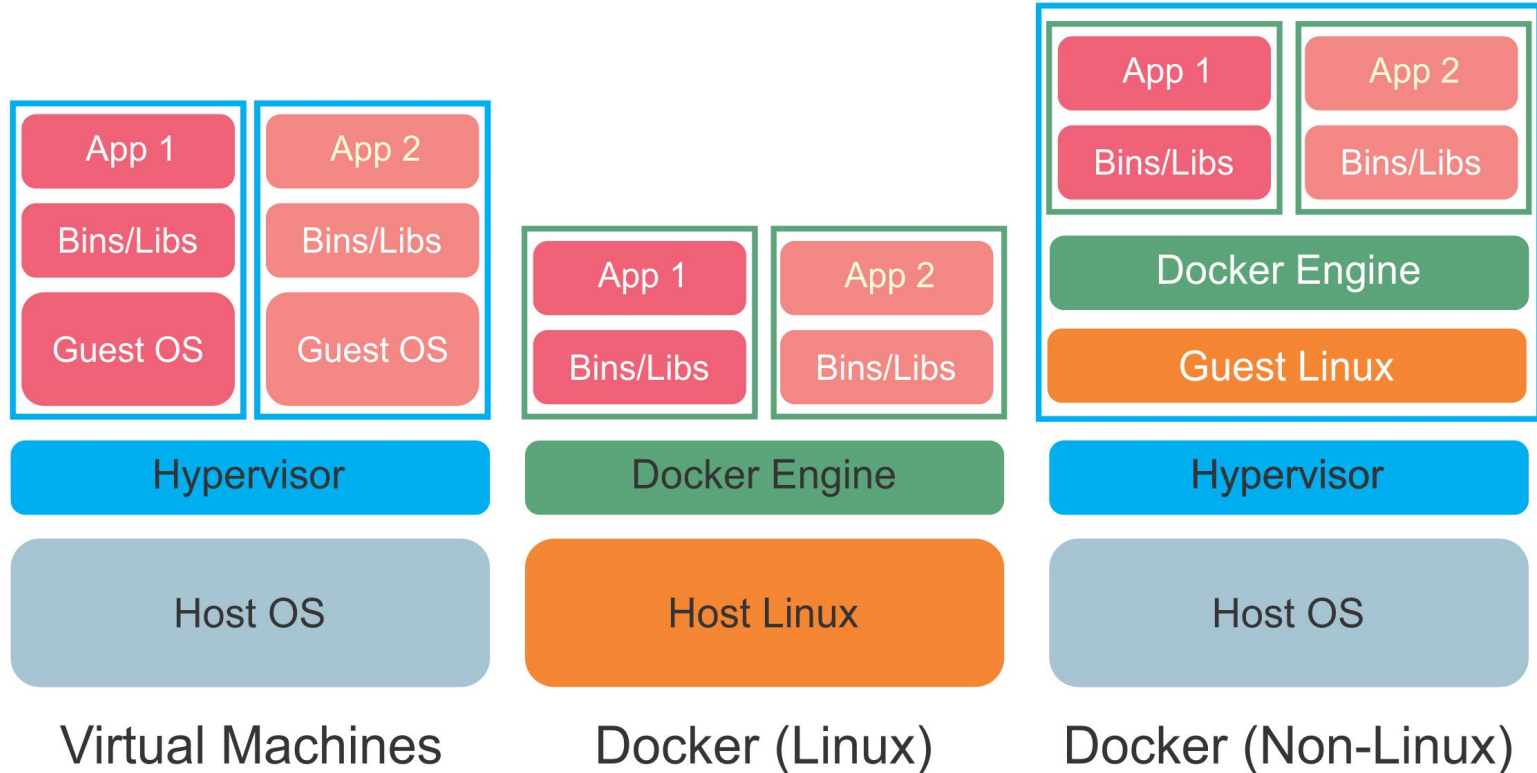 App 1
App 2
Bins/Libs
Bins/Libs
Guest OS
Guest OS
Hypervisor
Host OS
Virtual Machines
App 1
App 2
Bins/Libs
Bins/Libs
Docker Engine
Host Linux
Docker (Linux)
App 1
App 2
Bins/Libs
Bins/Libs
Docker Engine
Guest Linux
Hypervisor
Host OS
Docker (Non-Linux)